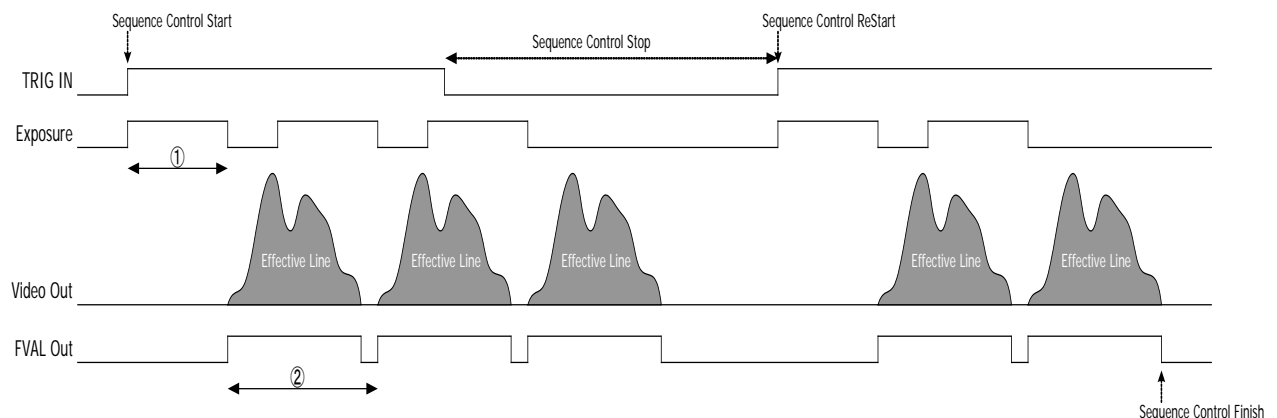 Sequence Control Start
Sequence Control ReStart
Sequence Control Stop
TRIG IN
Exposure
①
Effective Line
Effective Line
Effective Line
Effective Line
Effective Line
Video Out
FVAL Out
②
Sequence Control Finish